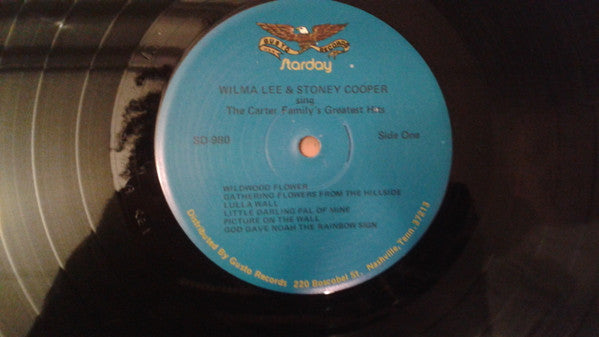 GUSTO RECORDS
Starday
WILMA LEE & STONEY COOPER
sing
The Carter Family's Greatest Hits
SD-980
Side One
WILDWOOD FLOWER
GATHERING FLOWERS FROM THE HILLSIDE
LULLA WALL
LITTLE DARLING PAL OF MINE
PICTURE ON THE WALL
GOD GAVE NOAH THE RAINBOW SIGN
Distributed By Gusto Records 220 Boscobel St., Nashville, Tenn. 37213